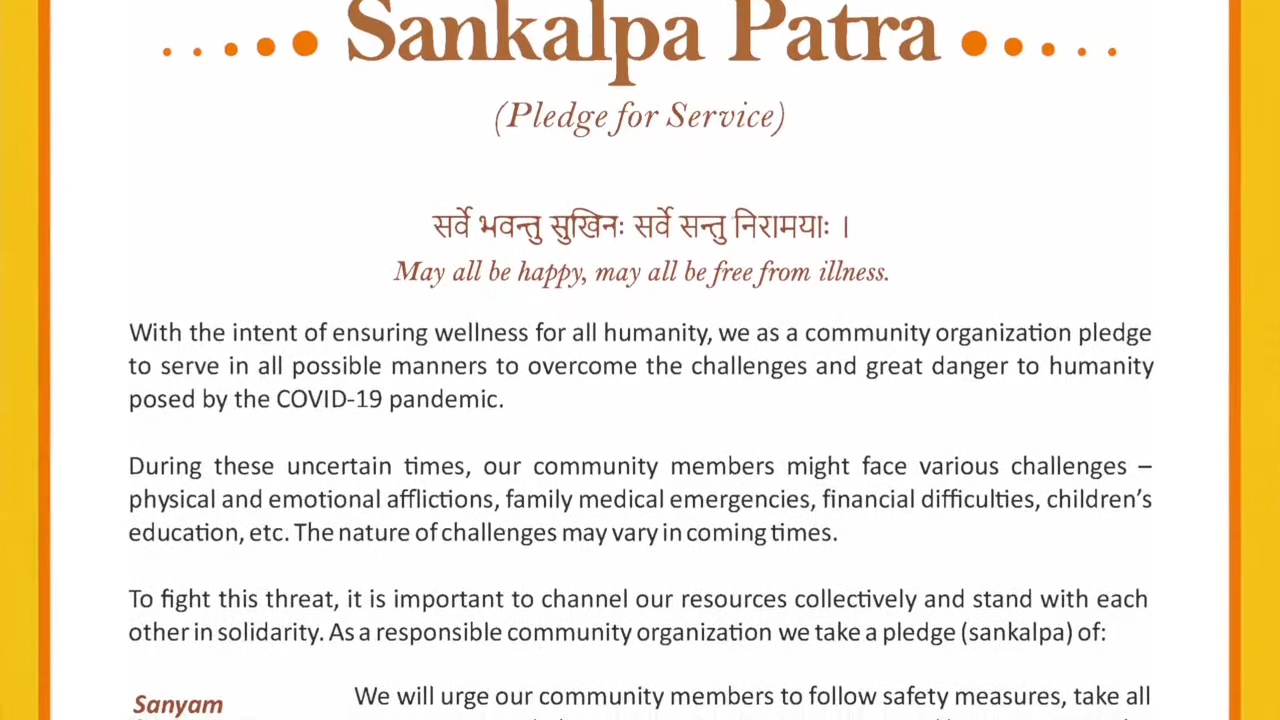 Sankalpa Patra
(Pledge for Service)
सर्वे भवन्तु सुखिनः सर्वे सन्तु निरामयाः ।
May all be happy, may all be free from illness.
With the intent of ensuring wellness for all humanity, we as a community organization pledge
to serve in all possible manners to overcome the challenges and great danger to humanity
posed by the COVID-19 pandemic.
During these uncertain times, our community members might face various challenges –
physical and emotional afflictions, family medical emergencies, financial difficulties, children’s
education, etc. The nature of challenges may vary in coming times.
To fight this threat, it is important to channel our resources collectively and stand with each
other in solidarity. As a responsible community organization we take a pledge (sankalpa) of:
Sanyam
We will urge our community members to follow safety measures, take all